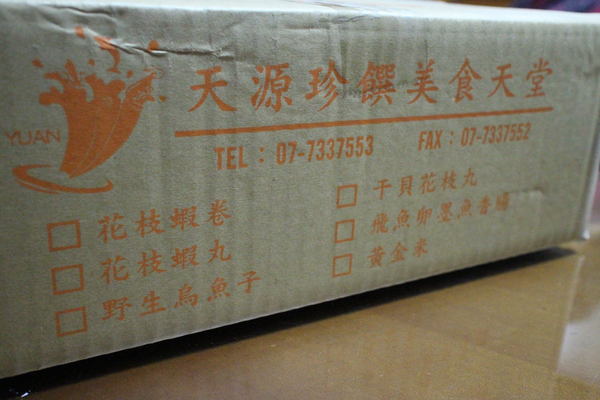 YUAN
天源珍饌美食天堂
TEL：07-7337553 FAX：07-7337552
花枝蝦卷
花枝蝦丸
野生烏魚子
干貝花枝丸
飛魚卵墨魚香腸
黃金米